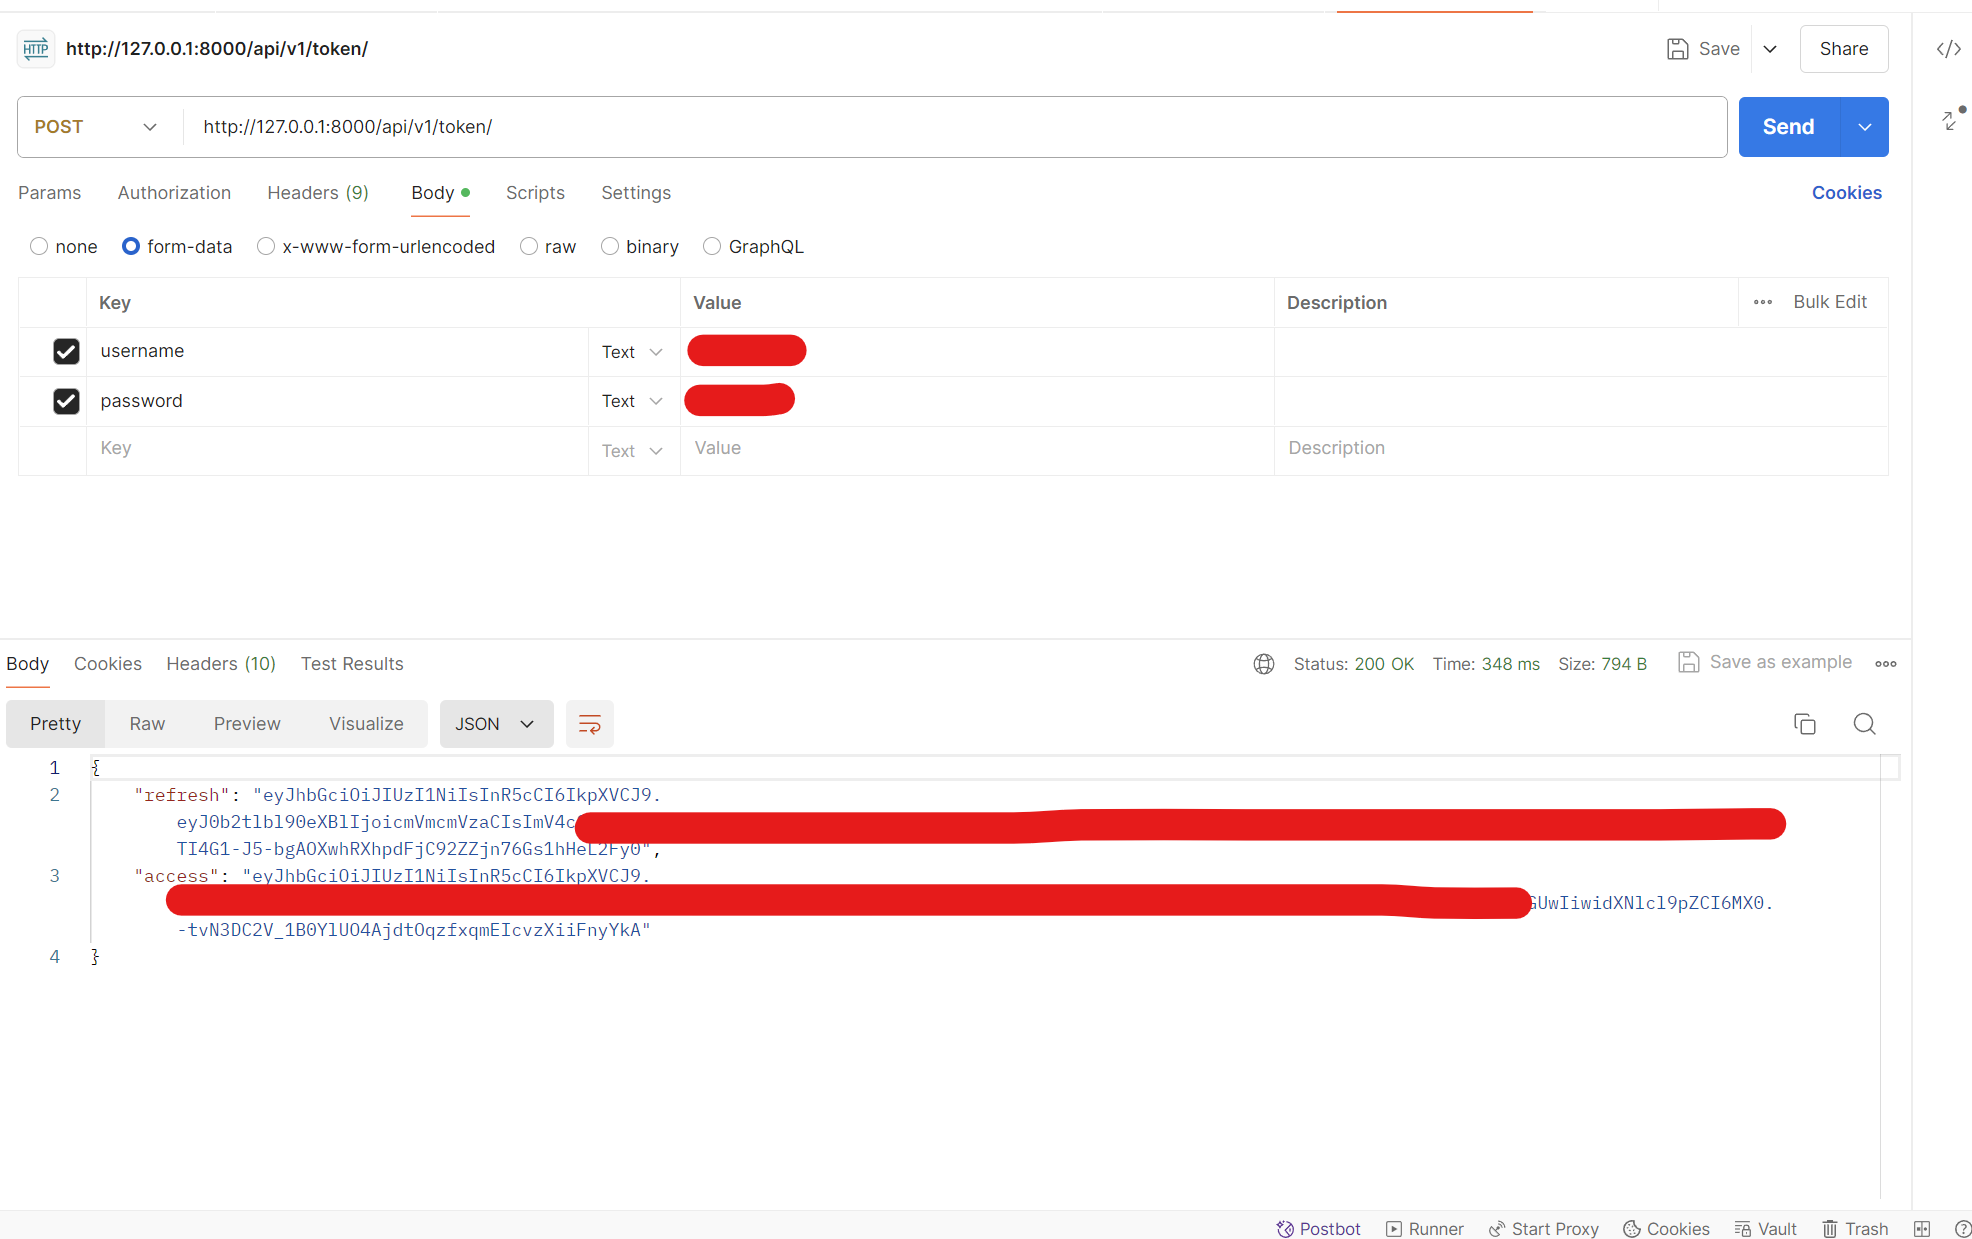 HTTP http://127.0.0.1:8000/api/v1/token/ Save Share
POST http://127.0.0.1:8000/api/v1/token/ Send
Params Authorization Headers (9) Body Scripts Settings Cookies
none form-data x-www-form-urlencoded raw binary GraphQL
Key Value Description Bulk Edit
username Text
password Text
Key Text Value Description
Body Cookies Headers (10) Test Results Status: 200 OK Time: 348 ms Size: 794 B Save as example
Pretty Raw Preview Visualize JSON
1 {
2 "refresh": "eyJhbGciOiJIUzI1NiIsInR5cCI6IkpXVCJ9.
eyJ0b2tlbl90eXBlIjoicmVmcmVzaCIsImV4c
TI4G1-J5-bgAOXwhRXhpdFjC92ZZjn76Gs1hHeL2Fy0",
3 "access": "eyJhbGciOiJIUzI1NiIsInR5cCI6IkpXVCJ9.
GUwIiwidXNlcl9pZCI6MX0.
-tvN3DC2V_1B0YlUO4AjdtOqzfxqmEIcvzXiiFnyYkA"
4 }
Postbot Runner Start Proxy Cookies Vault Trash